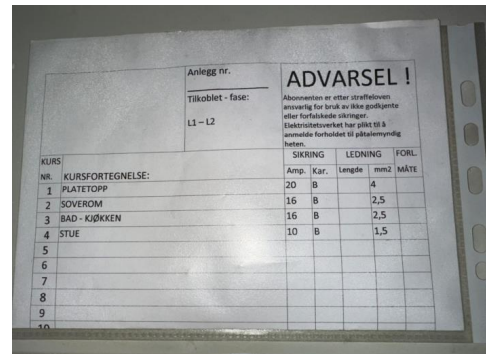 Anlegg nr.
Tilkoblet - fase:
L1 – L2
ADVARSEL !
Abonnenten er etter straffeloven
ansvarlig for bruk av ikke godkjente
eller forfalskede sikringer.
Elektrisitetsverket har plikt til å
anmelde forholdet til påtalemyndig
heten.
KURS SIKRING LEDNING FORL.
NR. KURSFORTEGNELSE: Amp. Kar. Lengde mm2 MÅTE
1 PLATETOPP 20 B 4
2 SOVEROM 16 B 2,5
3 BAD - KJØKKEN 16 B 2,5
4 STUE 10 B 1,5
5
6
7
8
9
10